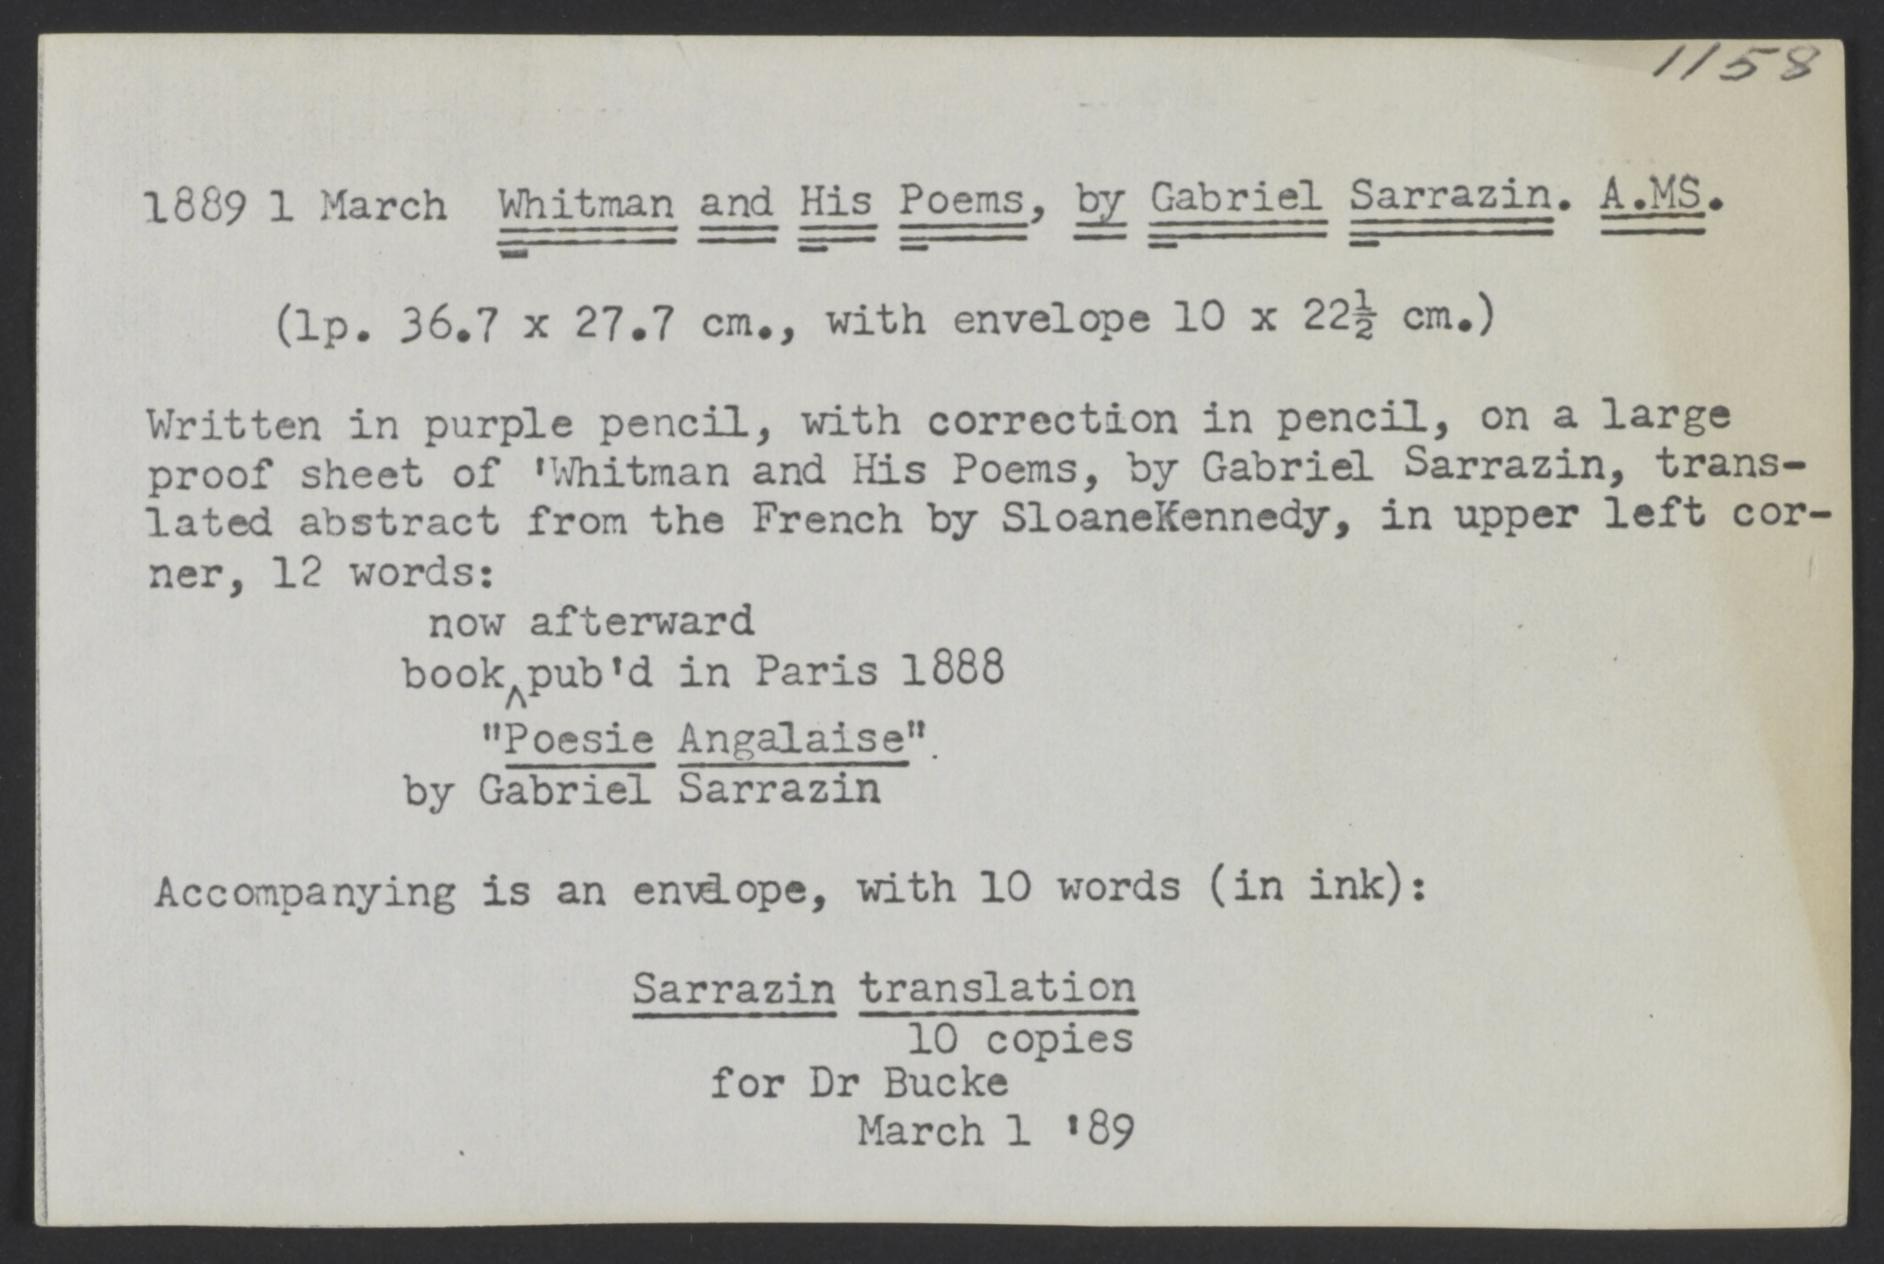 1158
1889 1 March Whitman and His Poems, by Gabriel Sarrazin. A.MS.
(1p. 36.7 x 27.7 cm., with envelope 10 x 22½ cm.)
Written in purple pencil, with correction in pencil, on a large
proof sheet of 'Whitman and His Poems, by Gabriel Sarrazin, trans-
lated abstract from the French by SloaneKennedy, in upper left cor-
ner, 12 words:
now afterward
book‸pub'd in Paris 1888
"Poesie Angalaise".
by Gabriel Sarrazin
Accompanying is an envelope, with 10 words (in ink):
Sarrazin translation
10 copies
for Dr Bucke
March 1 '89